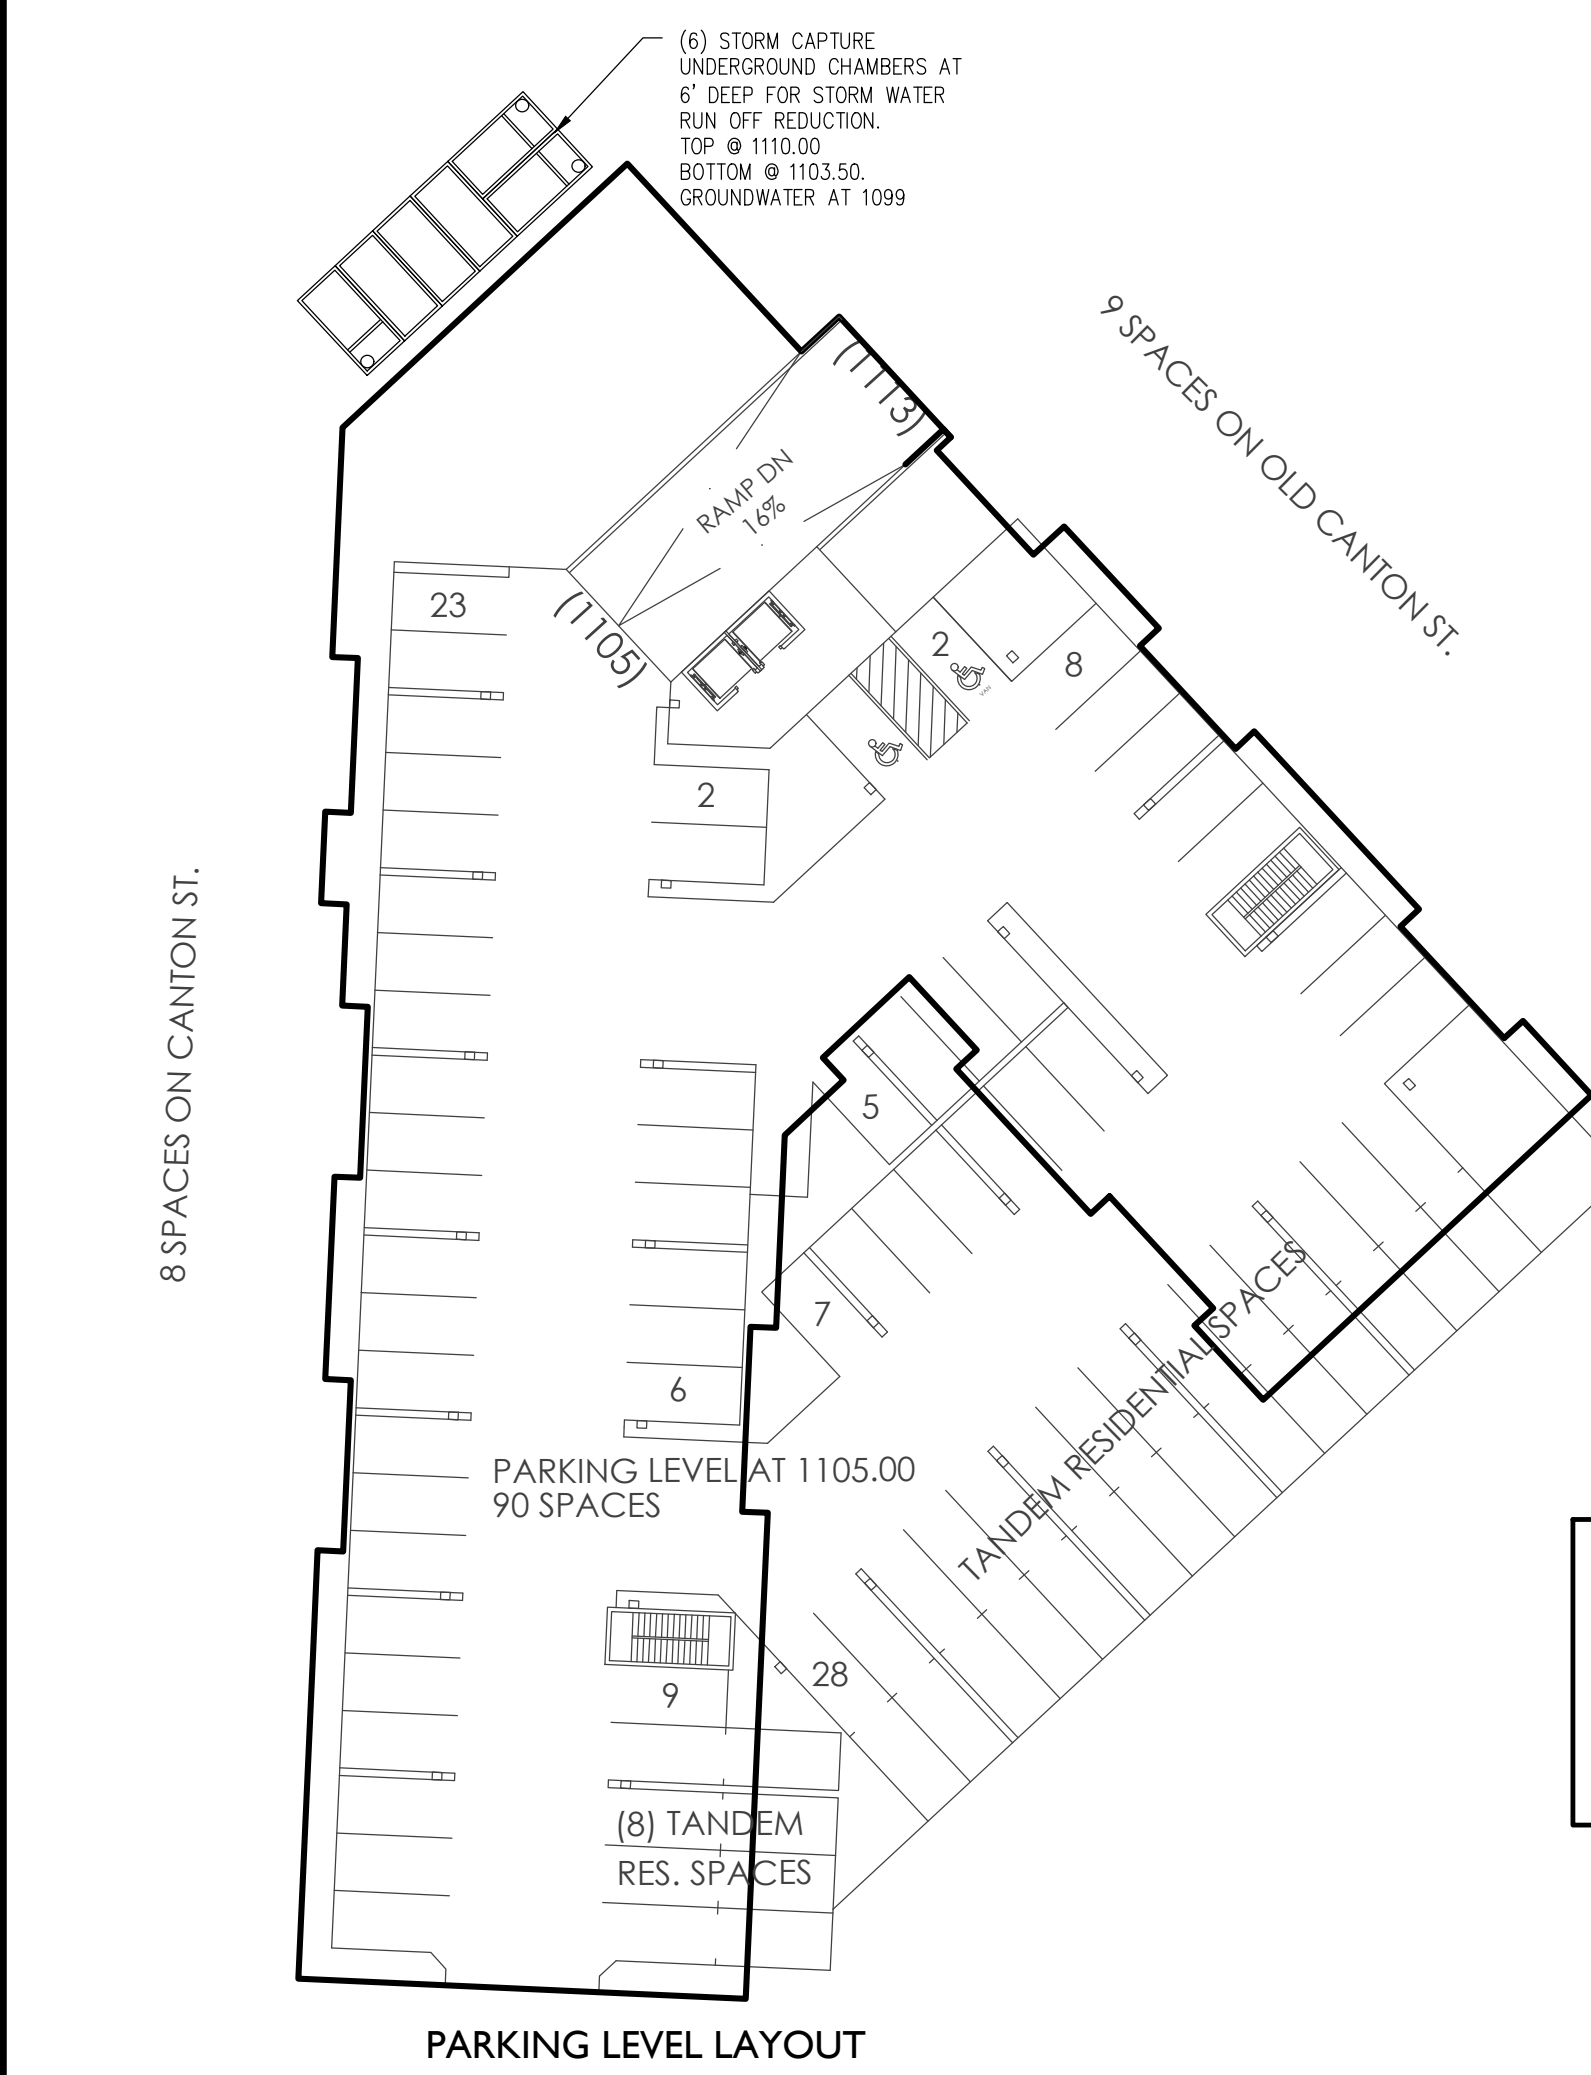 (6) STORM CAPTURE
UNDERGROUND CHAMBERS AT
6' DEEP FOR STORM WATER
RUN OFF REDUCTION.
TOP @ 1110.00
BOTTOM @ 1103.50.
GROUNDWATER AT 1099
9 SPACES ON OLD CANTON ST.
(1113)
RAMP DN
16%
(1105)
23
2
VAN
8
2
8 SPACES ON CANTON ST.
5
7
6
TANDEM RESIDENTIAL SPACES
PARKING LEVEL AT 1105.00
90 SPACES
28
9
(8) TANDEM
RES. SPACES
PARKING LEVEL LAYOUT